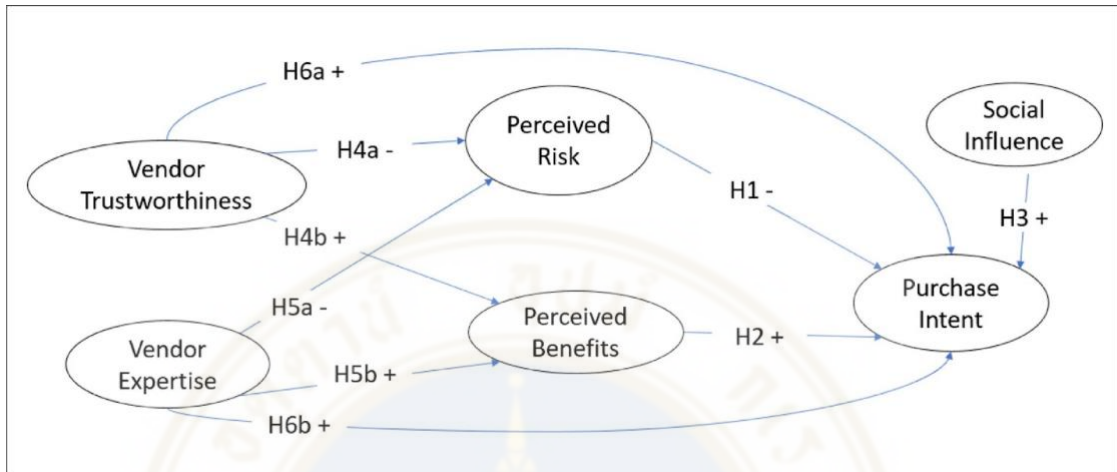 H6a +
Vendor
Trustworthiness
H4a -
Perceived
Risk
Social
Influence
H1 -
H3 +
H4b +
H5a -
Vendor
Expertise
H5b +
H6b +
Perceived
Benefits
H2 +
Purchase
Intent